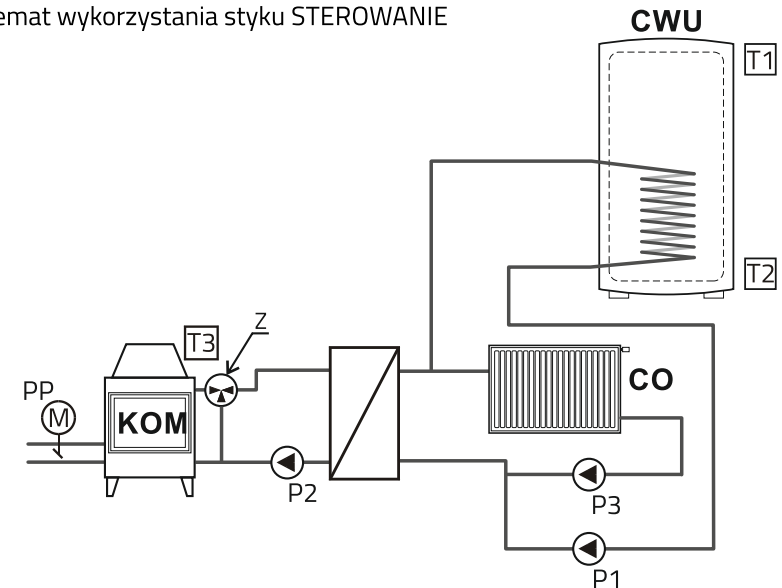 emat wykorzystania styku STEROWANIE
CWU
T1
T2
T3
Z
PP
M
KOM
CO
P2
P3
P1